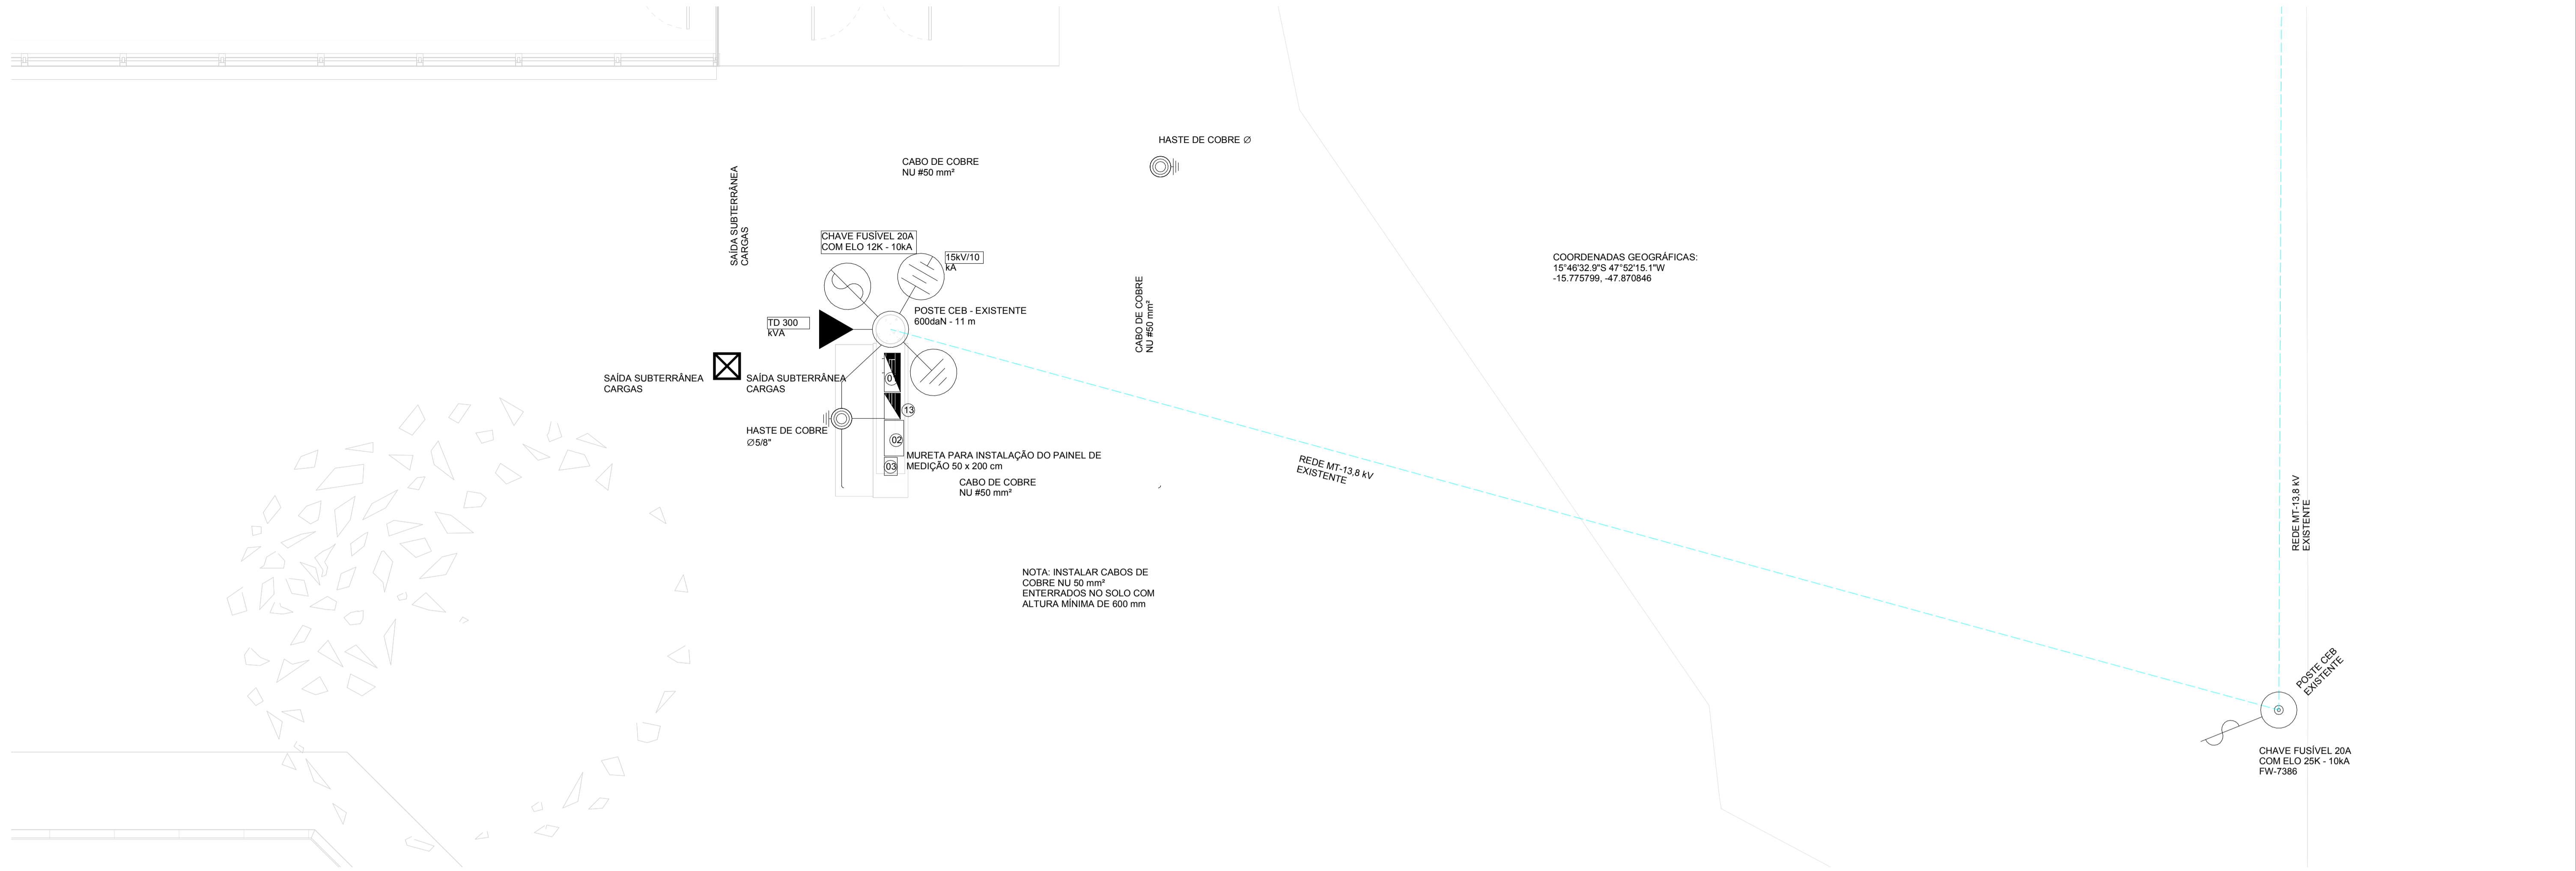 HASTE DE COBRE ∅
CABO DE COBRE
NU #50 mm²
SAÍDA SUBTERRÂNEA
CARGAS
CHAVE FUSÍVEL 20A
COM ELO 12K - 10kA
15kV/10
kA
COORDENADAS GEOGRÁFICAS:
15°46'32.9"S 47°52'15.1"W
-15.775799, -47.870846
CABO DE COBRE
NU #50 mm²
POSTE CEB - EXISTENTE
600daN - 11 m
TD 300
kVA
SAÍDA SUBTERRÂNEA
CARGAS
SAÍDA SUBTERRÂNEA
CARGAS
13
HASTE DE COBRE
∅5/8"
02
03
MURETA PARA INSTALAÇÃO DO PAINEL DE
MEDIÇÃO 50 x 200 cm
CABO DE COBRE
NU #50 mm²
REDE MT-13,8 kV
EXISTENTE
REDE MT-13,8 kV
EXISTENTE
NOTA: INSTALAR CABOS DE
COBRE NU 50 mm²
ENTERRADOS NO SOLO COM
ALTURA MÍNIMA DE 600 mm
POSTE CEB
EXISTENTE
CHAVE FUSÍVEL 20A
COM ELO 25K - 10kA
FW-7386